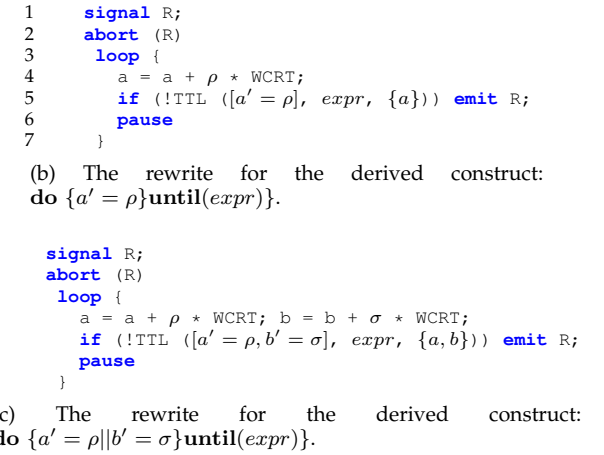 1 signal R;
2 abort (R)
3 loop {
4 a = a + ρ * WCRT;
5 if (!TTL ([a′ = ρ], expr, {a})) emit R;
6 pause
7 }
(b) The rewrite for the derived construct:
do {a′ = ρ}until(expr)}.
signal R;
abort (R)
loop {
a = a + ρ * WCRT; b = b + σ * WCRT;
if (!TTL ([a′ = ρ, b′ = σ], expr, {a, b})) emit R;
pause
}
c) The rewrite for the derived construct:
do {a′ = ρ||b′ = σ}until(expr)}.